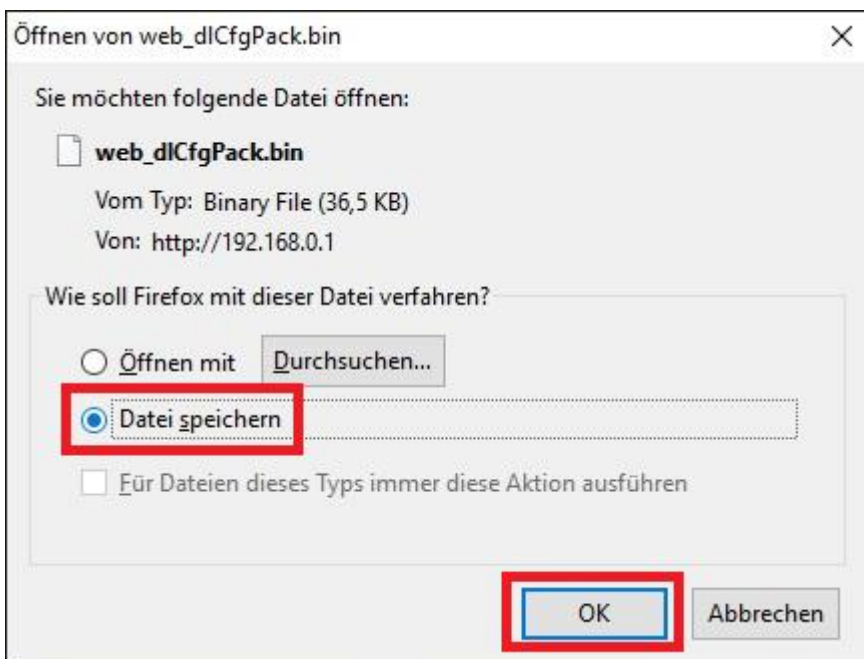 Öffnen von web_dlCfgPack.bin
Sie möchten folgende Datei öffnen:
web_dlCfgPack.bin
Vom Typ: Binary File (36,5 KB)
Von: http://192.168.0.1
Wie soll Firefox mit dieser Datei verfahren?
Öffnen mit Durchsuchen...
Datei speichern
Für Dateien dieses Typs immer diese Aktion ausführen
OK Abbrechen